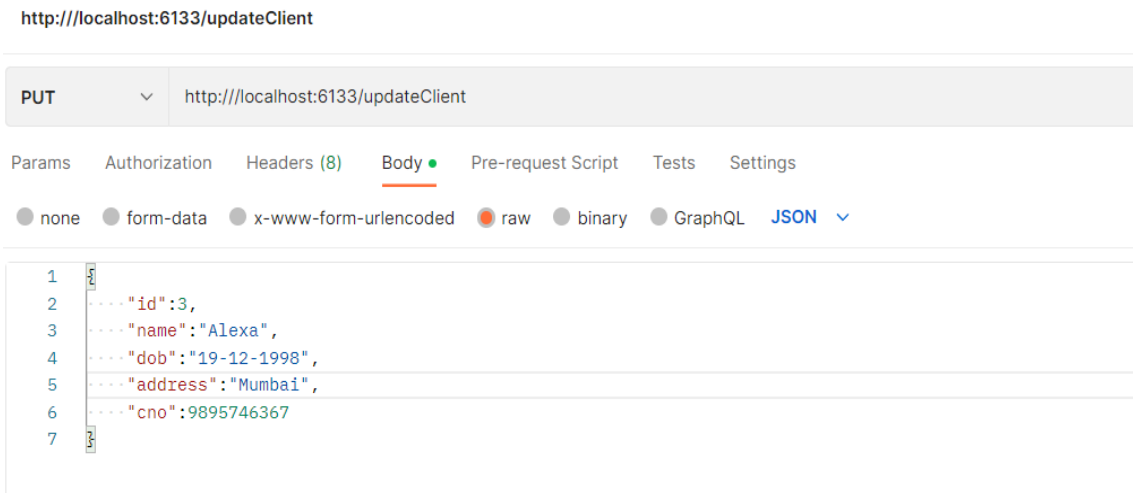 http:///localhost:6133/updateClient
PUT http:///localhost:6133/updateClient
Params Authorization Headers (8) Body Pre-request Script Tests Settings
none form-data x-www-form-urlencoded raw binary GraphQL JSON
1 {
2 "id":3,
3 "name":"Alexa",
4 "dob":"19-12-1998",
5 "address":"Mumbai",
6 "cno":9895746367
7 }